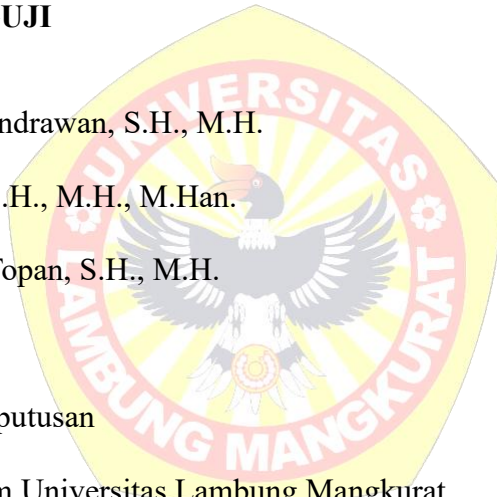 UJI
ndrawan, S.H., M.H.
.H., M.H., M.Han.
Topan, S.H., M.H.
putusan
m Universitas Lambung Mangkurat
UNIVERSITAS
LAMBUNG MANGKURAT